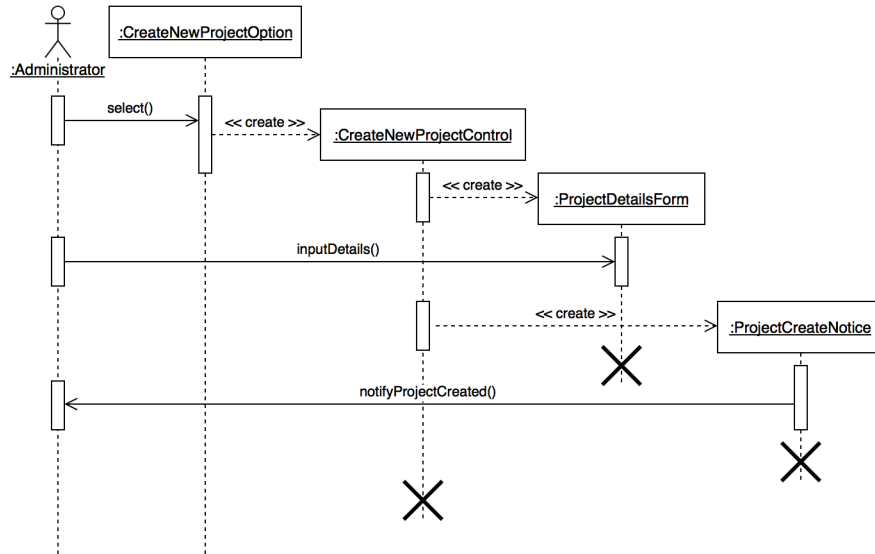 :CreateNewProjectOption
:Administrator
select()
<< create >>
:CreateNewProjectControl
<< create >>
:ProjectDetailsForm
inputDetails()
<< create >>
:ProjectCreateNotice
notifyProjectCreated()